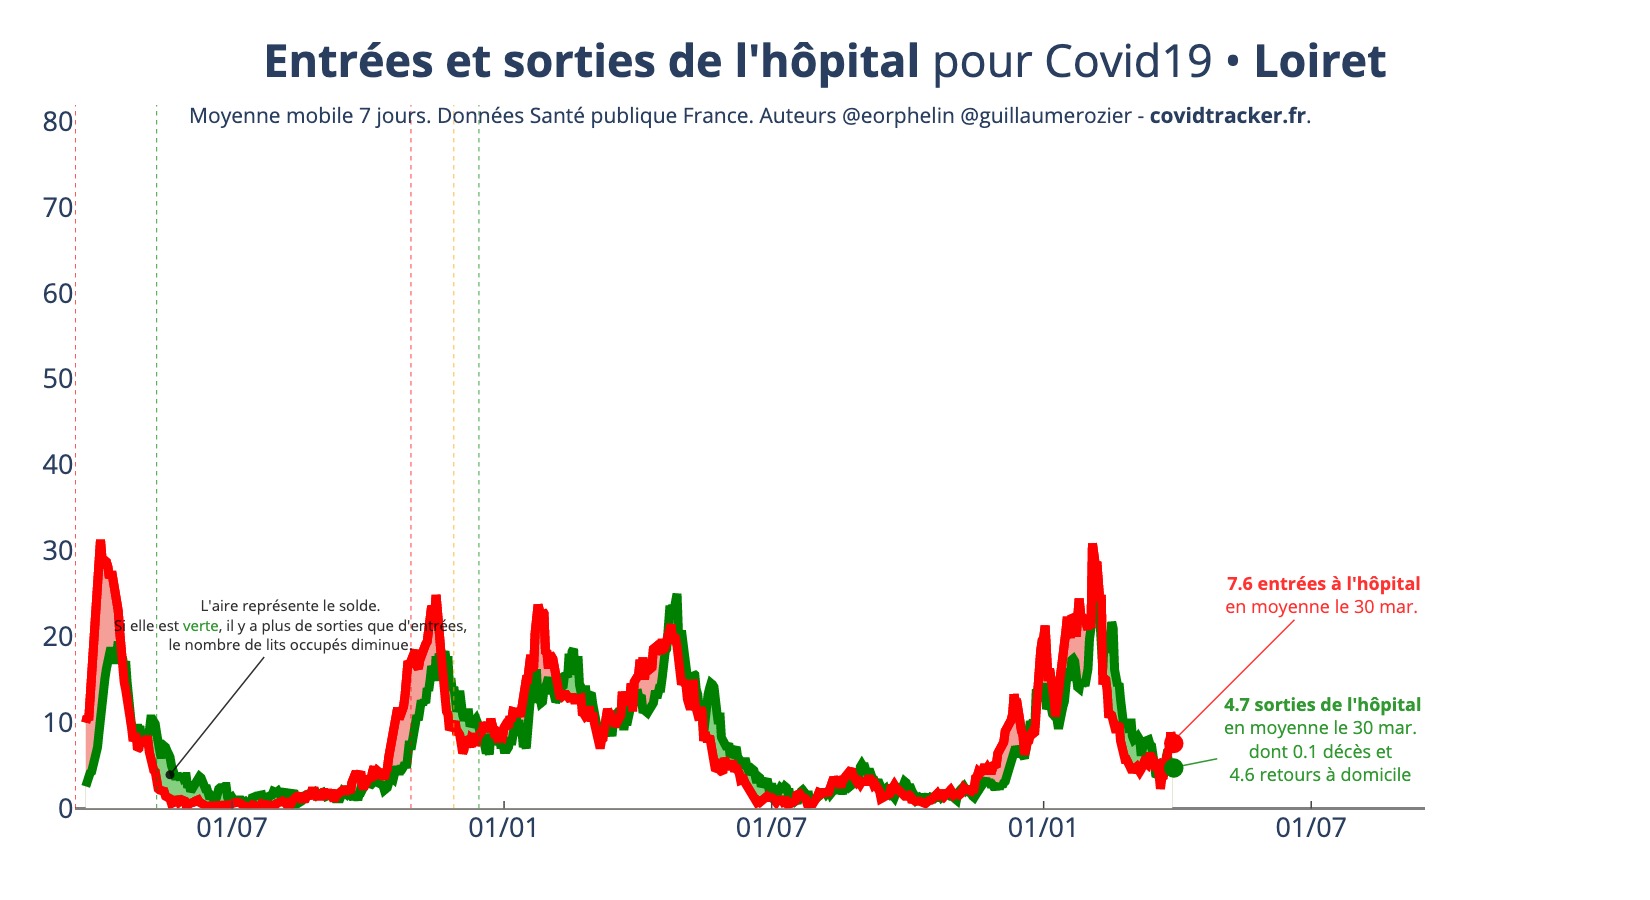 Entrées et sorties de l'hôpital pour Covid19 • Loiret
Moyenne mobile 7 jours. Données Santé publique France. Auteurs @eorphelin @guillaumerozier - covidtracker.fr.
80
70
60
50
40
30
20
10
0
L'aire représente le solde.
Si elle est verte, il y a plus de sorties que d'entrées,
le nombre de lits occupés diminue.
7.6 entrées à l'hôpital
en moyenne le 30 mar.
4.7 sorties de l'hôpital
en moyenne le 30 mar.
dont 0.1 décès et
4.6 retours à domicile
01/07
01/01
01/07
01/01
01/07